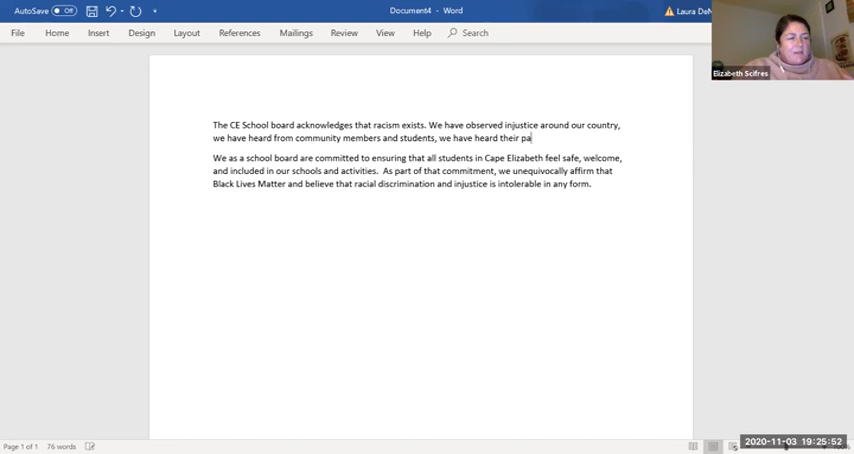 AutoSave Off Document4 - Word Laura DeN
File Home Insert Design Layout References Mailings Review View Help Search
Elizabeth Scifres
The CE School board acknowledges that racism exists. We have observed injustice around our country,
we have heard from community members and students, we have heard their pa
We as a school board are committed to ensuring that all students in Cape Elizabeth feel safe, welcome,
and included in our schools and activities.  As part of that commitment, we unequivocally affirm that
Black Lives Matter and believe that racial discrimination and injustice is intolerable in any form.
Page 1 of 1 76 words
2020-11-03 19:25:52